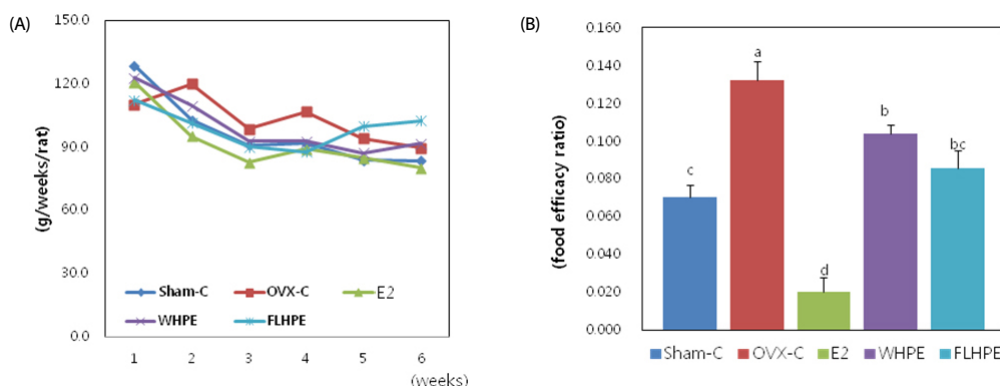 (A)
(g/weeks/rat)
150.0
120.0
90.0
60.0
30.0
0.0
Sham-C OVX-C E2
WHPE FLHPE
1 2 3 4 5 6
(weeks)
(B)
(food efficacy ratio)
0.160
0.140
0.120
0.100
0.080
0.060
0.040
0.020
0.000
c a d b bc
Sham-C OVX-C E2 WHPE FLHPE